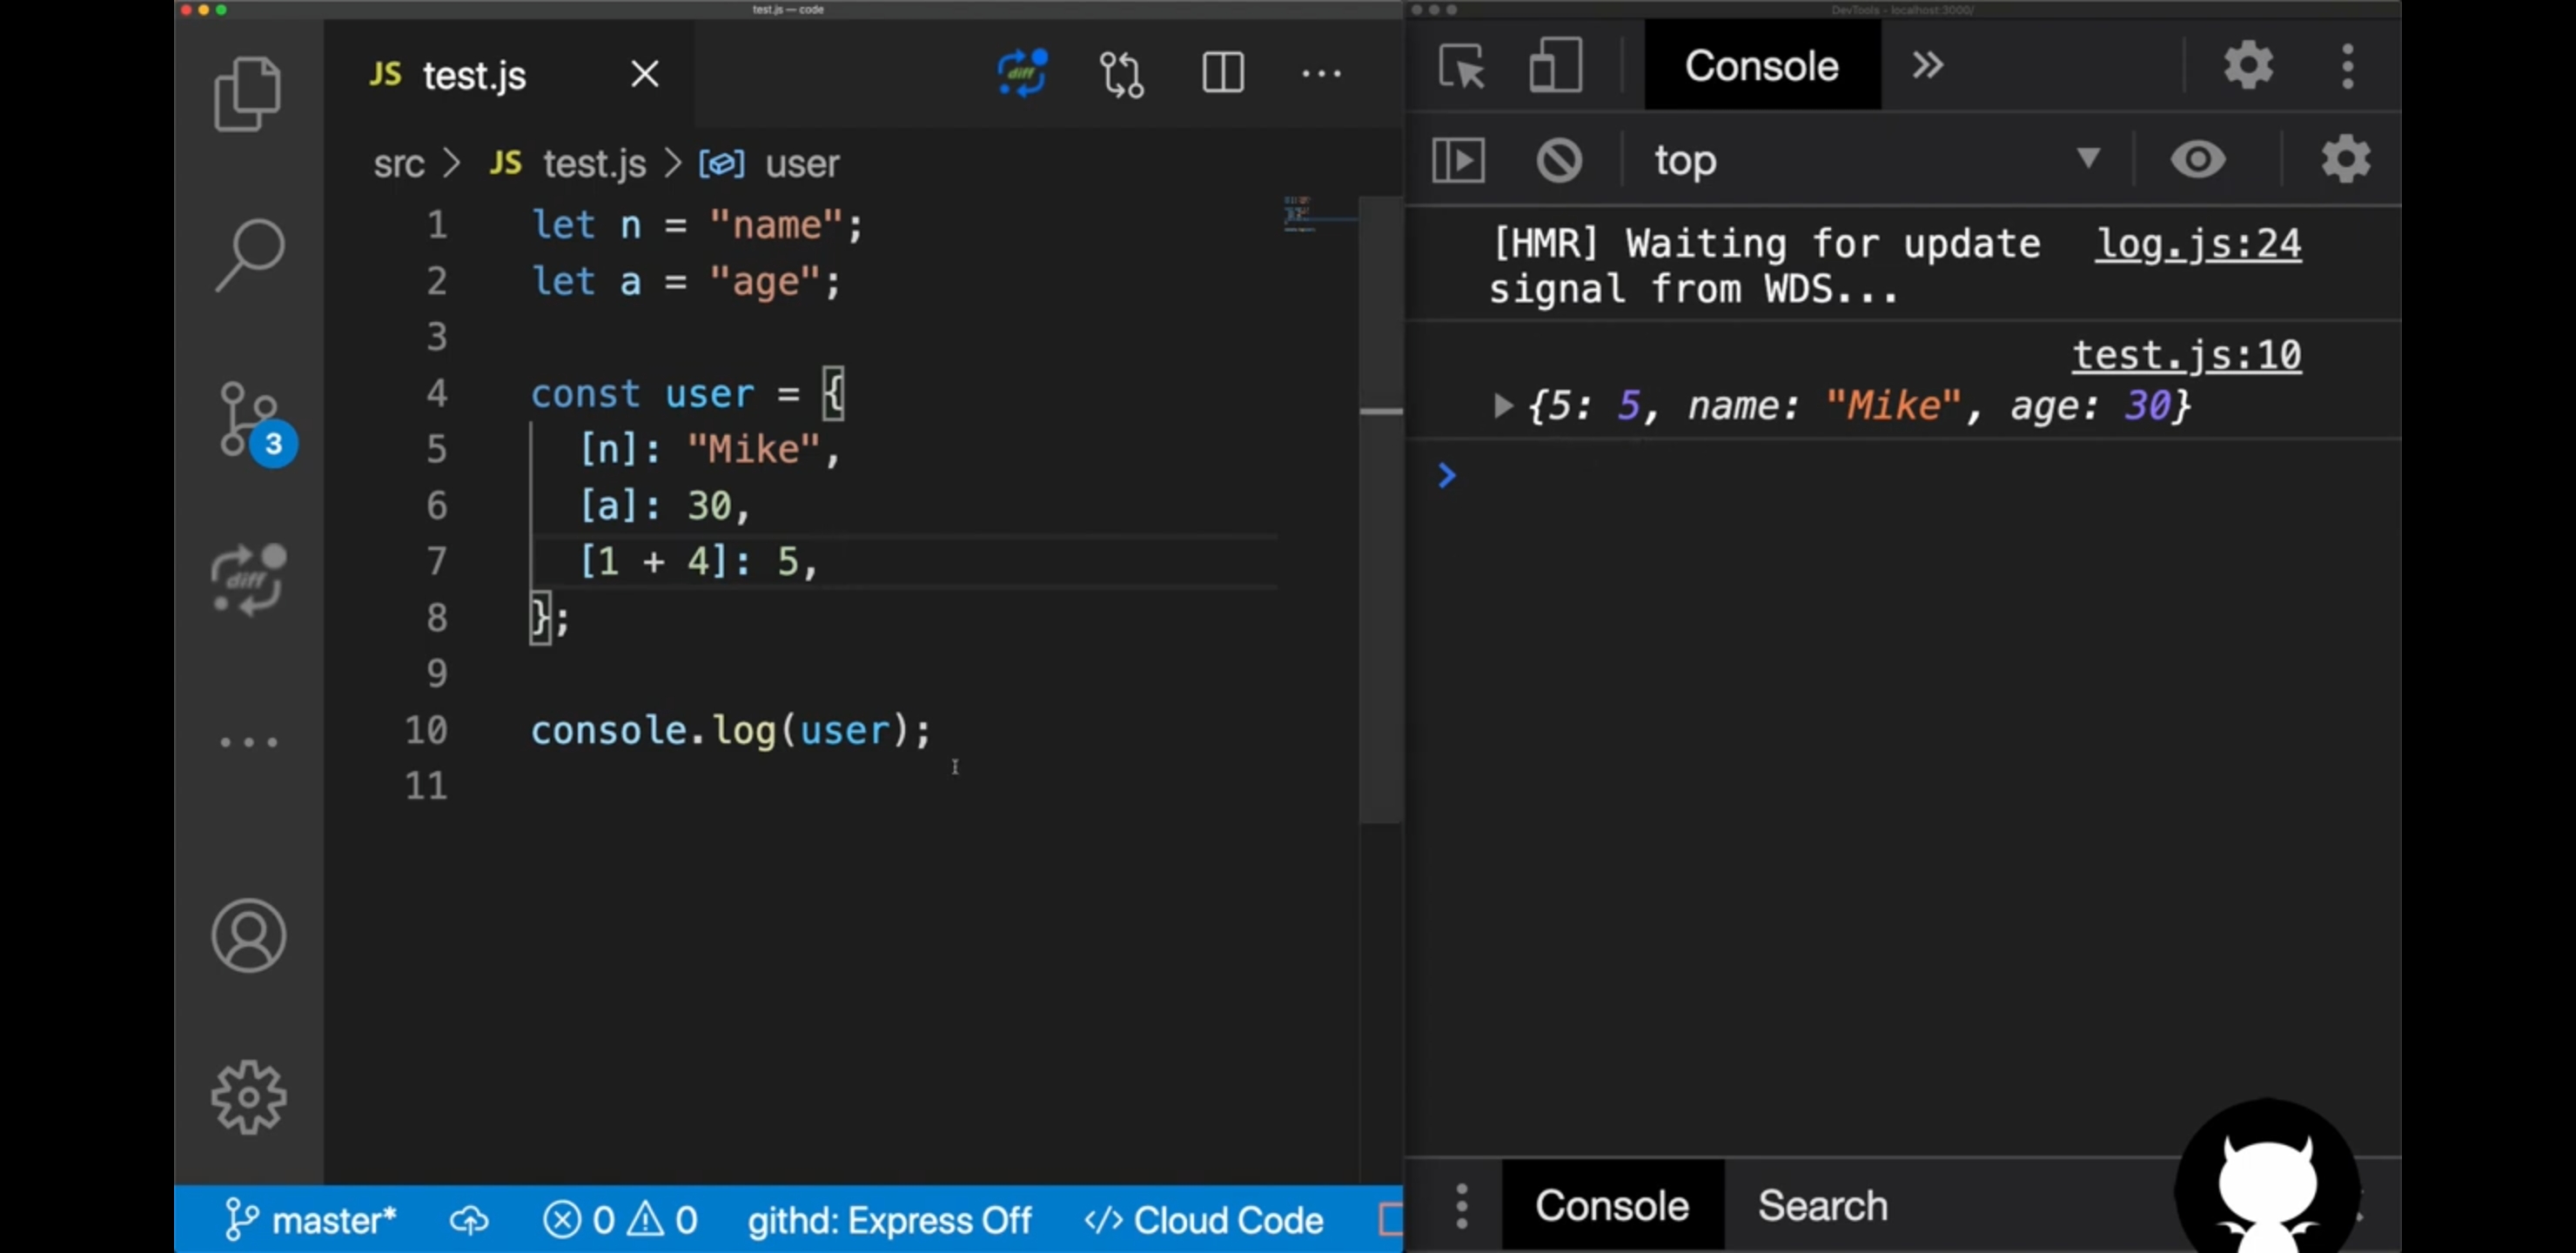 test.js — code
JS test.js
diff
src > JS test.js > user
1 let n = "name";
2 let a = "age";
3
4 const user = {
5 [n]: "Mike",
6 [a]: 30,
7 [1 + 4]: 5,
8 };
9
10 console.log(user);
11
3
diff
master* 0 0 githd: Express Off </> Cloud Code
DevTools - localhost:3000/
Console
top
[HMR] Waiting for update log.js:24
signal from WDS...
test.js:10
{5: 5, name: "Mike", age: 30}
Console Search